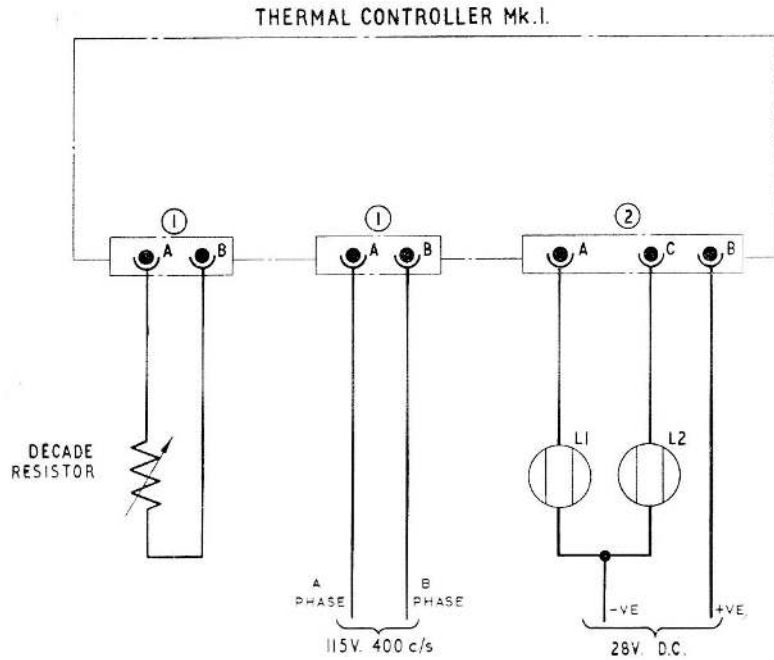 THERMAL CONTROLLER Mk.I.
1 1 2
A B A B A C B
L1 L2
DECADE
RESISTOR
A
PHASE
B
PHASE
-VE +VE
115V. 400 c/s
28V. D.C.